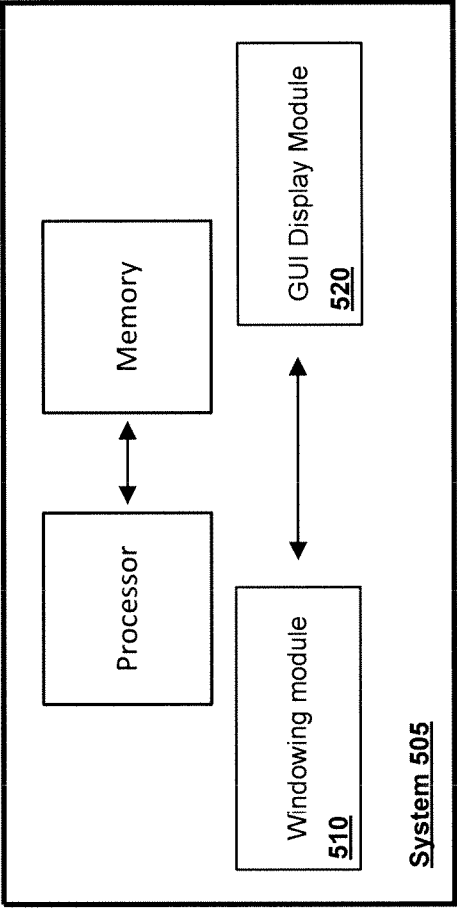 Processor
Memory
Windowing module
510
GUI Display Module
520
System 505